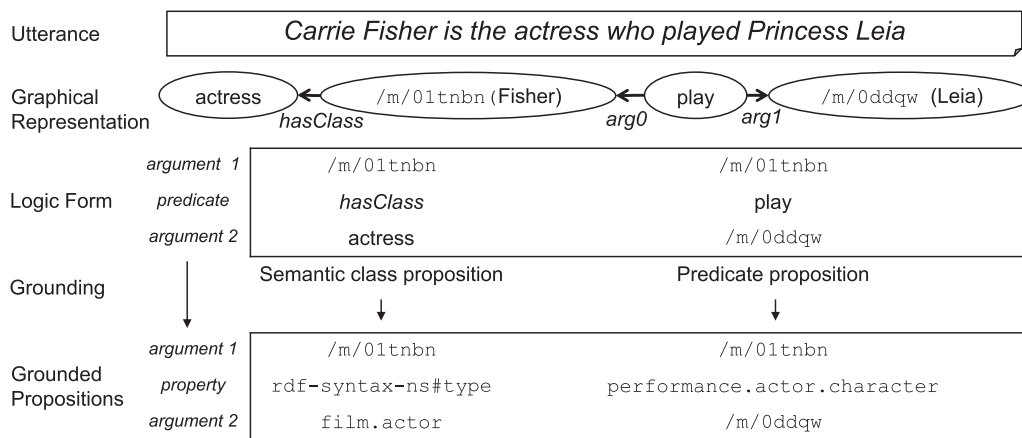 Utterance Carrie Fisher is the actress who played Princess Leia
Graphical Representation
actress /m/01tnbn (Fisher) play /m/0ddqw (Leia)
hasClass arg0 arg1
argument 1 /m/01tnbn /m/01tnbn
Logic Form predicate hasClass play
argument 2 actress /m/0ddqw
Semantic class proposition Predicate proposition
Grounding
argument 1 /m/01tnbn /m/01tnbn
Grounded Propositions property rdf-syntax-ns#type performance.actor.character
argument 2 film.actor /m/0ddqw